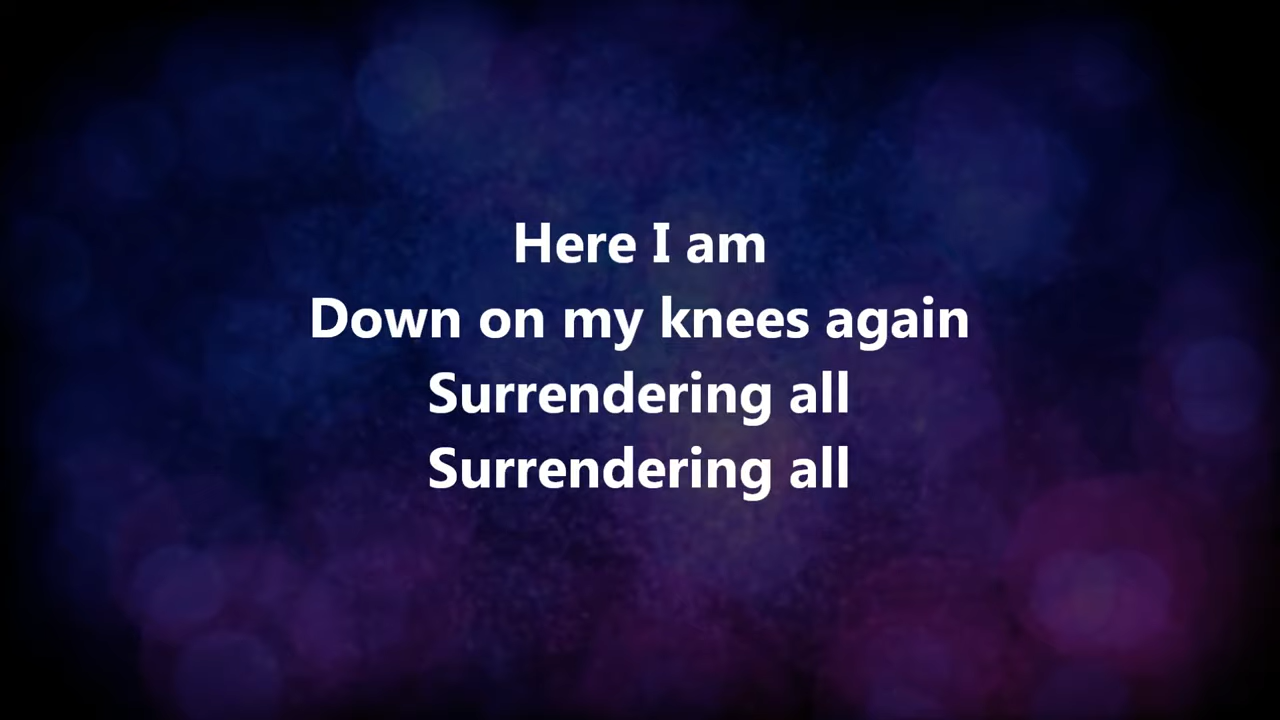 Here I am
Down on my knees again
Surrendering all
Surrendering all